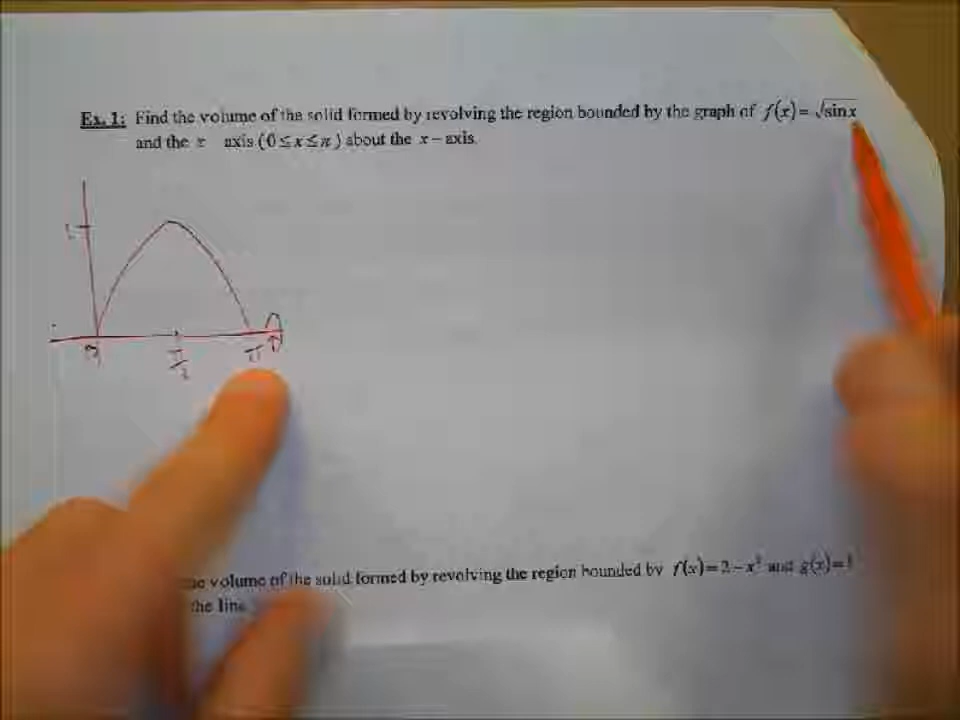 Ex. 1: Find the volume of the solid formed by revolving the region bounded by the graph of f(x)=√sinx
and the x axis (0≤x≤π) about the x-axis.
1
0 π/2 π
volume of the solid formed by revolving the region bounded by f(x)=2-x² and g(x)=1
the line